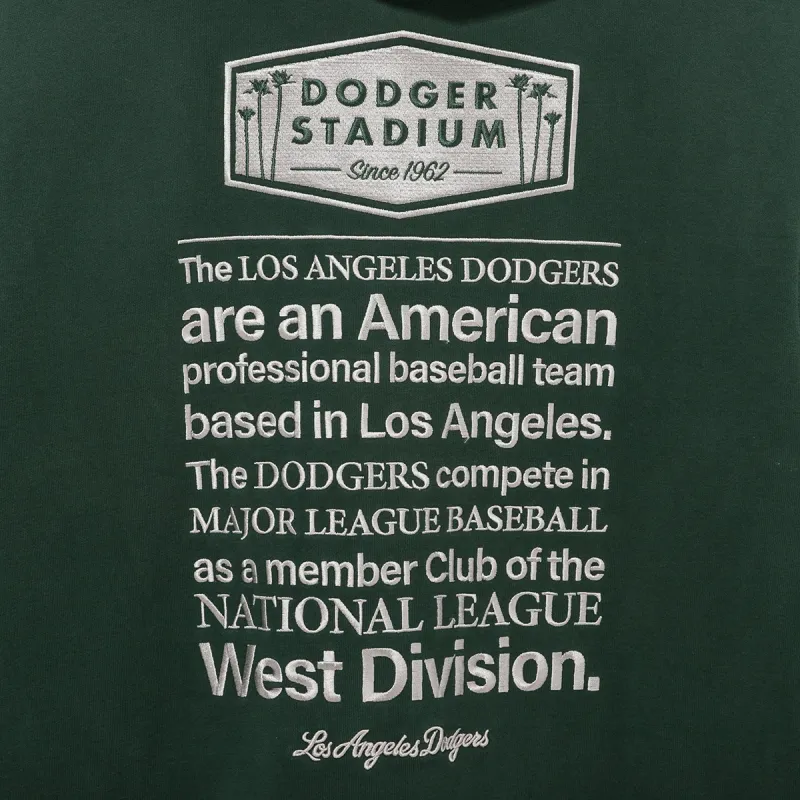 DODGER
STADIUM
Since 1962
The LOS ANGELES DODGERS
are an American
professional baseball team
based in Los Angeles.
The DODGERS compete in
MAJOR LEAGUE BASEBALL
as a member Club of the
NATIONAL LEAGUE
West Division.
Los Angeles Dodgers